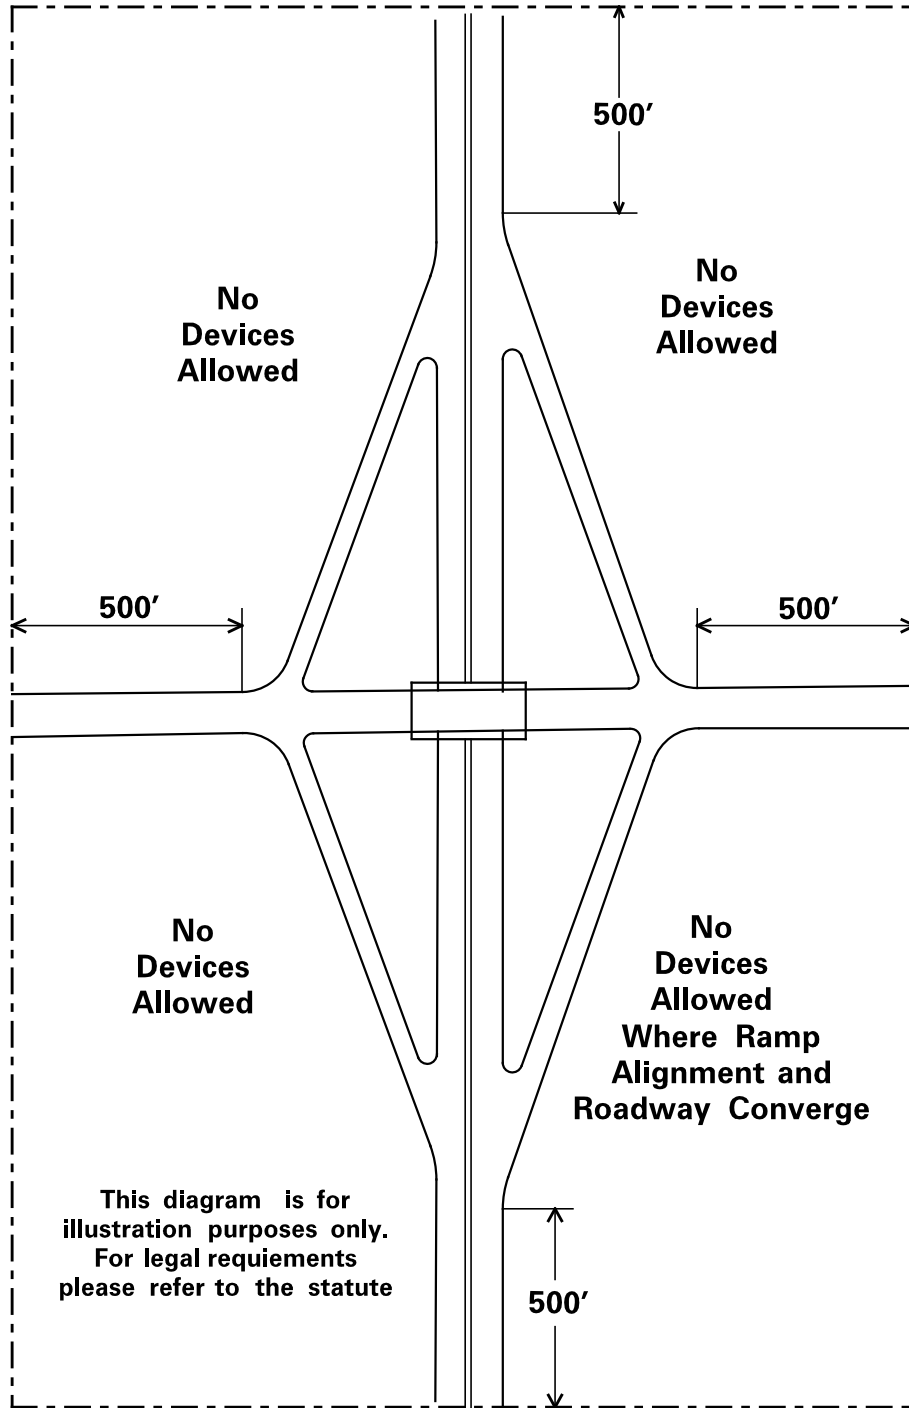 500′
No
Devices
Allowed
No
Devices
Allowed
500′
500′
No
Devices
Allowed
No
Devices
Allowed
Where Ramp
Alignment and
Roadway Converge
This diagram is for
illustration purposes only.
For legal requiements
please refer to the statute
500′